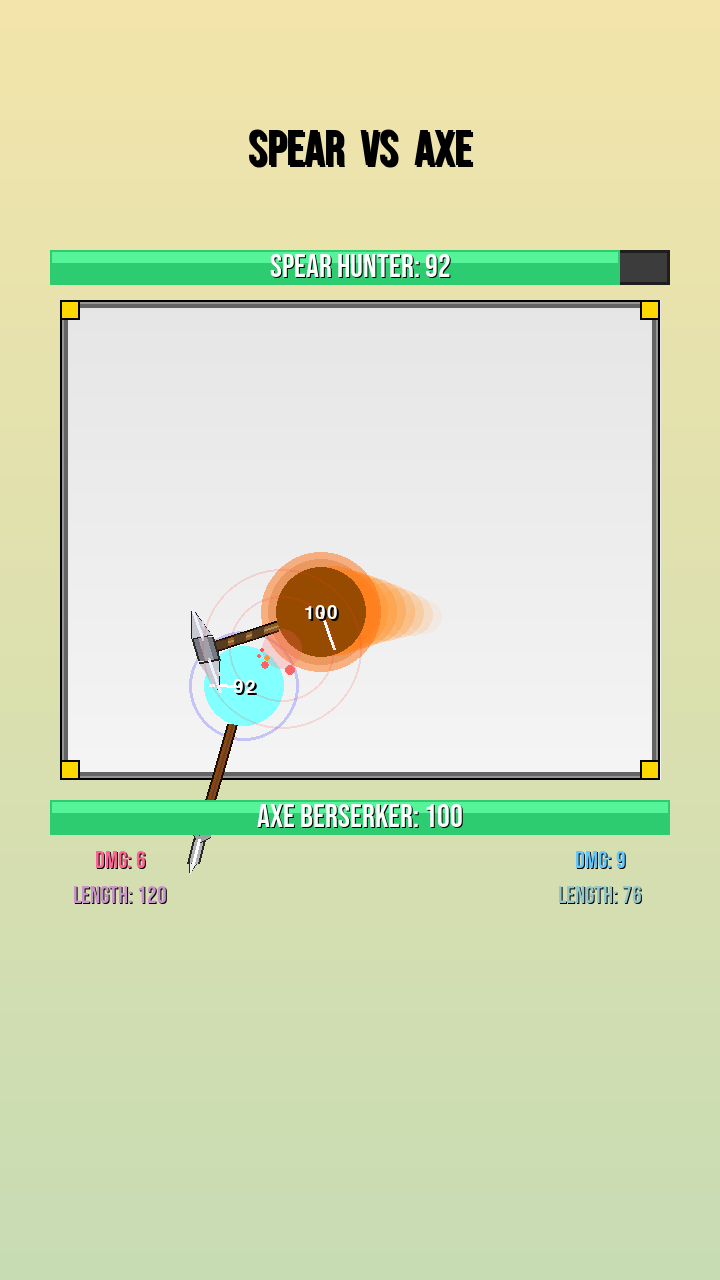 SPEAR VS AXE
SPEAR HUNTER: 92
100
92
AXE BERSERKER: 100
DMG: 6
DMG: 9
LENGTH: 120
LENGTH: 76